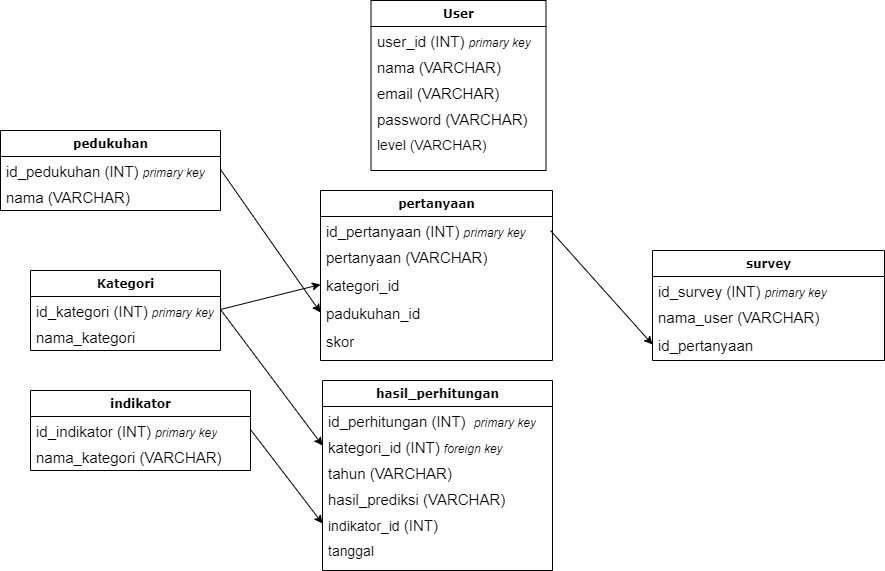 User
user_id (INT) primary key
nama (VARCHAR)
email (VARCHAR)
password (VARCHAR)
level (VARCHAR)
pedukuhan
id_pedukuhan (INT) primary key
nama (VARCHAR)
pertanyaan
id_pertanyaan (INT) primary key
pertanyaan (VARCHAR)
kategori_id
padukuhan_id
skor
survey
id_survey (INT) primary key
nama_user (VARCHAR)
id_pertanyaan
Kategori
id_kategori (INT) primary key
nama_kategori
indikator
id_indikator (INT) primary key
nama_kategori (VARCHAR)
hasil_perhitungan
id_perhitungan (INT) primary key
kategori_id (INT) foreign key
tahun (VARCHAR)
hasil_prediksi (VARCHAR)
indikator_id (INT)
tanggal